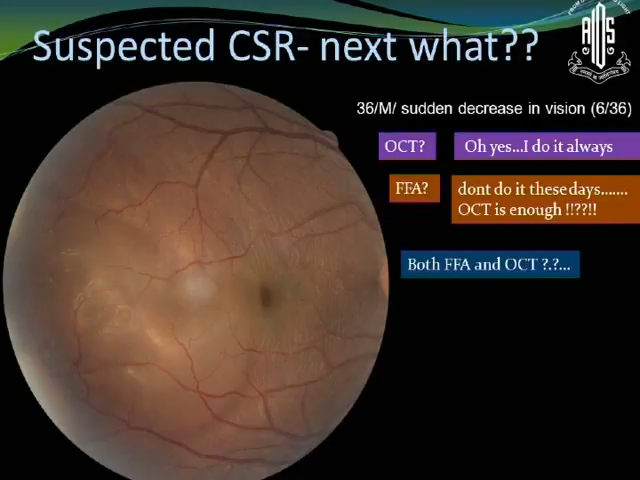 Suspected CSR- next what??
36/M/ sudden decrease in vision (6/36)
OCT?
Oh yes...I do it always
FFA?
dont do it these days.......
OCT is enough !!??!!
Both FFA and OCT ?.?...